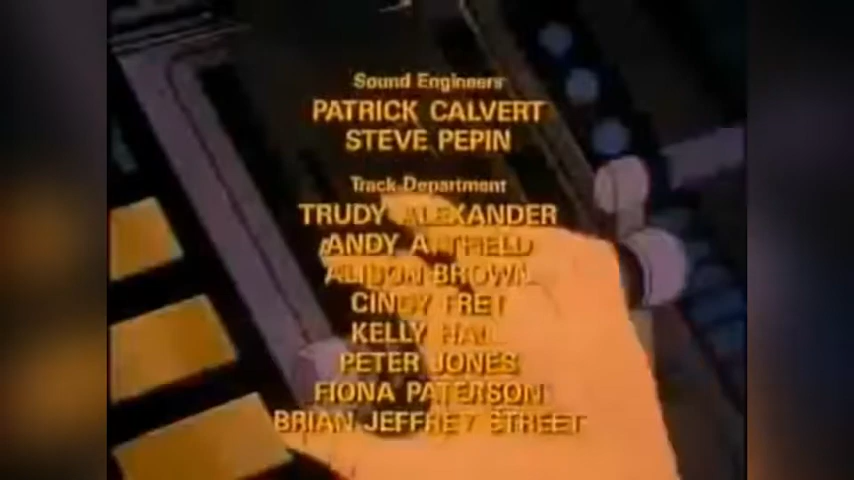 Sound Engineers
PATRICK CALVERT
STEVE PEPIN
Track Department
TRUDY ALEXANDER
ANDY
ALISON BROWN
CINDY
KELLY
PETER JONES
FIONA PATERSON
BRIAN JEFFREY STREET